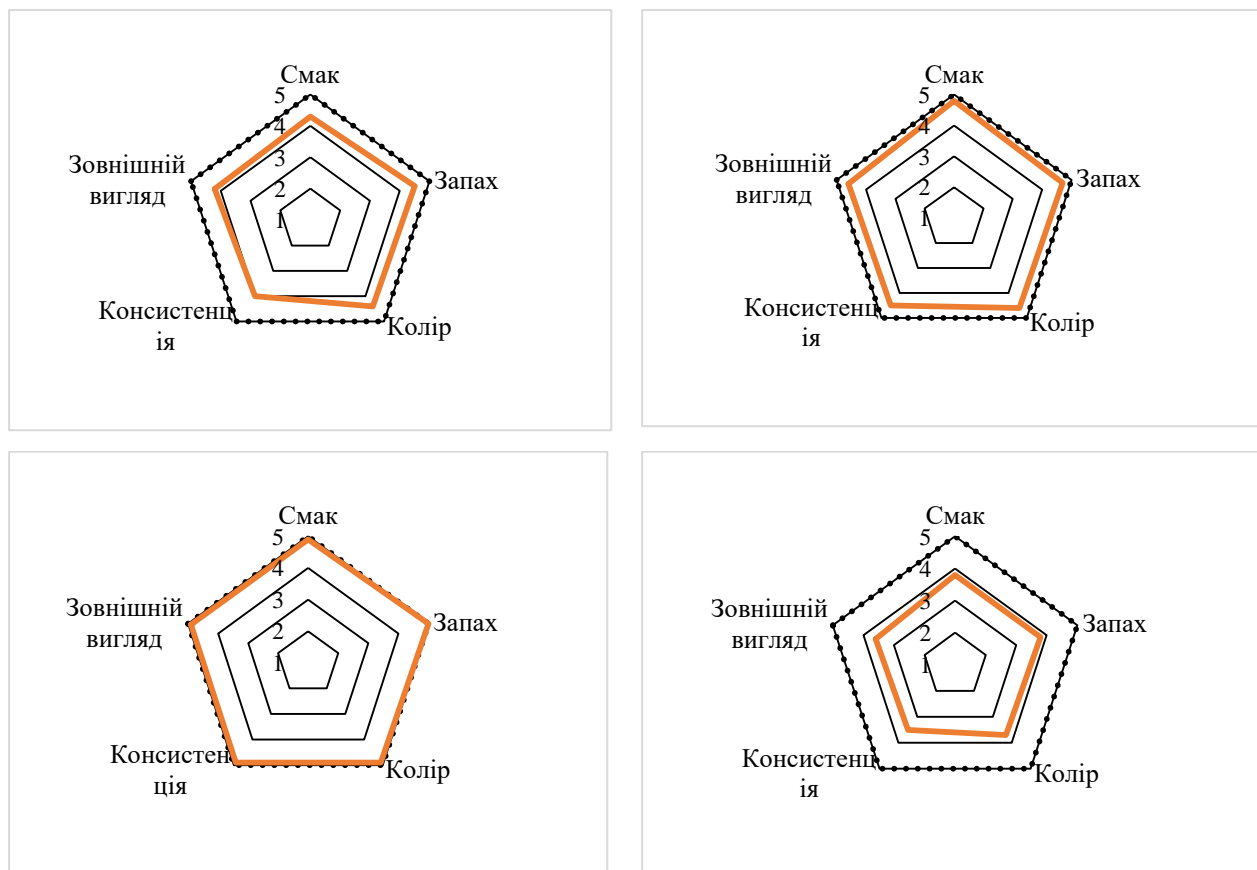 Смак
5
4
3
2
1
Зовнішній
вигляд
Запах
Консистенц
ія
Колір
Смак
5
4
3
2
1
Зовнішній
вигляд
Запах
Консистенц
ія
Колір
Смак
5
4
3
2
1
Зовнішній
вигляд
Запах
Консистен
ція
Колір
Смак
5
4
3
2
1
Зовнішній
вигляд
Запах
Консистенц
ія
Колір